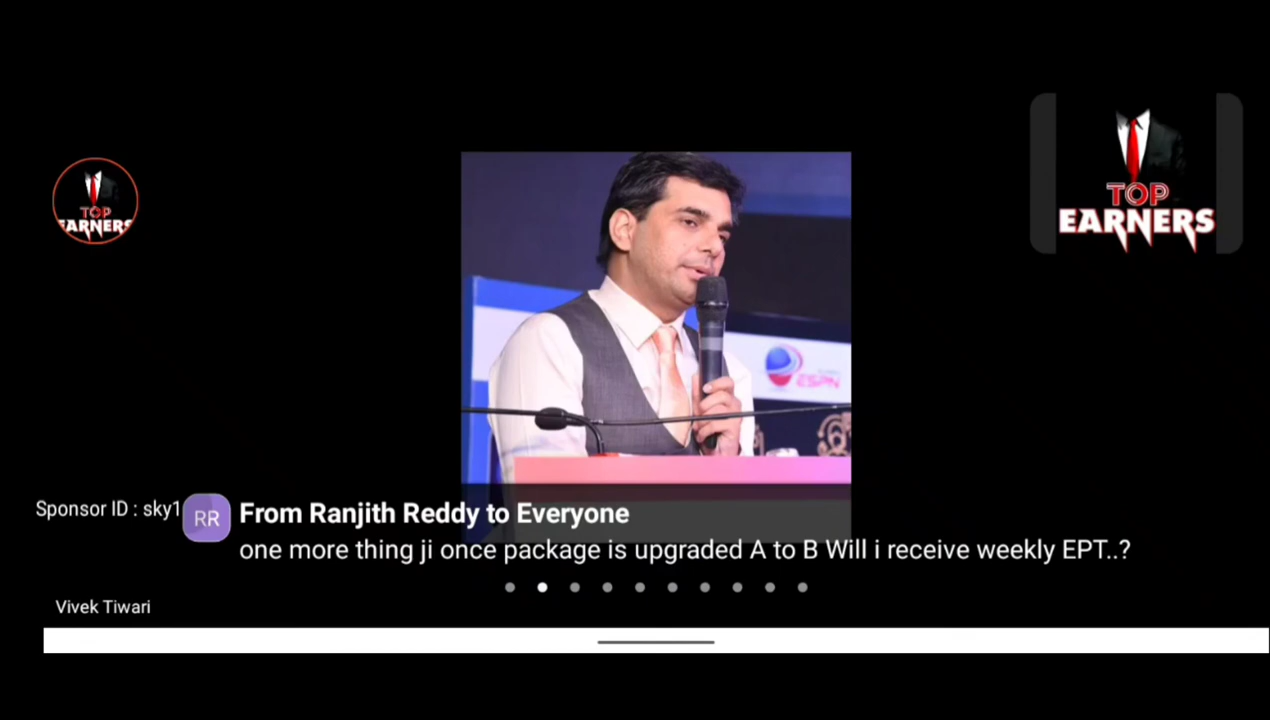 TOP
EARNERS
TOP
EARNERS
ESPN
Sponsor ID : sky1
RR
From Ranjith Reddy to Everyone
one more thing ji once package is upgraded A to B Will i receive weekly EPT..?
Vivek Tiwari